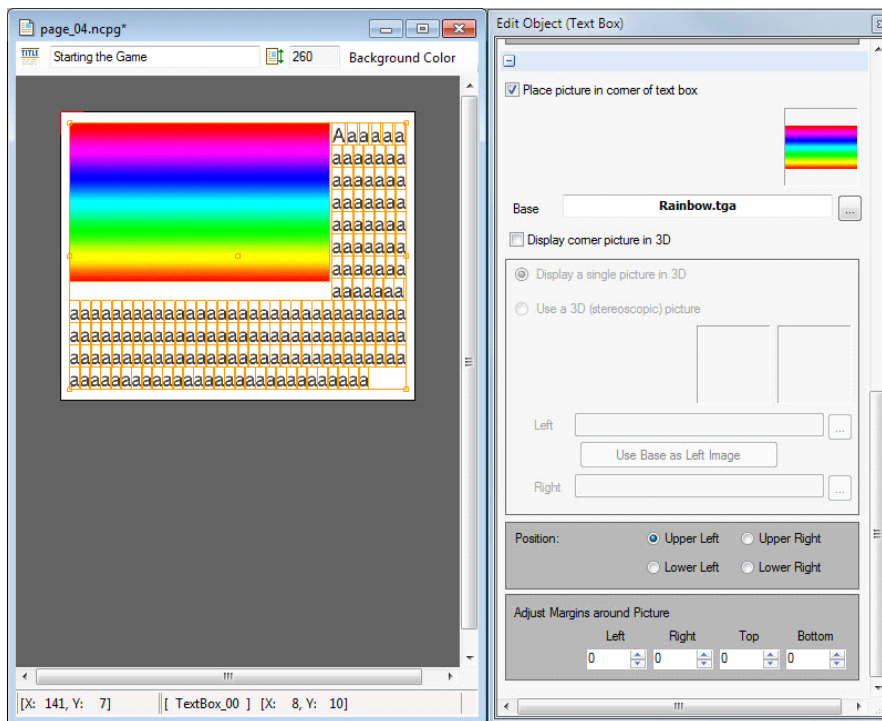 page_04.ncpg*
TITLE Starting the Game 260 Background Color
Aaaaaaa
aaaaaaa
aaaaaaa
aaaaaaa
aaaaaaa
aaaaaaa
aaaaaaa
aaaaaaa
aaaaaaaaaaaaaaaaaaaaaaaaaaaaaaaa
aaaaaaaaaaaaaaaaaaaaaaaaaaaaaaaa
aaaaaaaaaaaaaaaaaaaaaaaaaaaaaaaa
aaaaaaaaaaaaaaaaaaaaaaaaaaaaa
[X: 141, Y: 7] [ TextBox_00 ] [X: 8, Y: 10]
Edit Object (Text Box)
Place picture in corner of text box
Base Rainbow.tga ...
Display corner picture in 3D
Display a single picture in 3D
Use a 3D (stereoscopic) picture
Left ...
Use Base as Left Image
Right ...
Position: Upper Left Upper Right
Lower Left Lower Right
Adjust Margins around Picture
Left Right Top Bottom
0 0 0 0